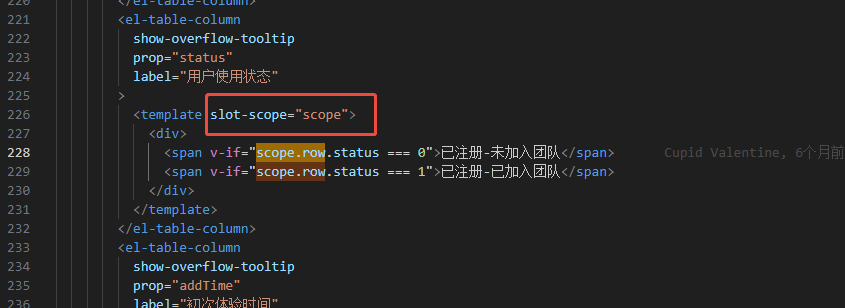 220 </el-table-column>
221 <el-table-column
222 show-overflow-tooltip
223 prop="status"
224 label="用户使用状态"
225 >
226 <template slot-scope="scope">
227 <div>
228 <span v-if="scope.row.status === 0">已注册-未加入团队</span> Cupid Valentine, 6个月前
229 <span v-if="scope.row.status === 1">已注册-已加入团队</span>
230 </div>
231 </template>
232 </el-table-column>
233 <el-table-column
234 show-overflow-tooltip
235 prop="addTime"
236 label="初次体验时间"